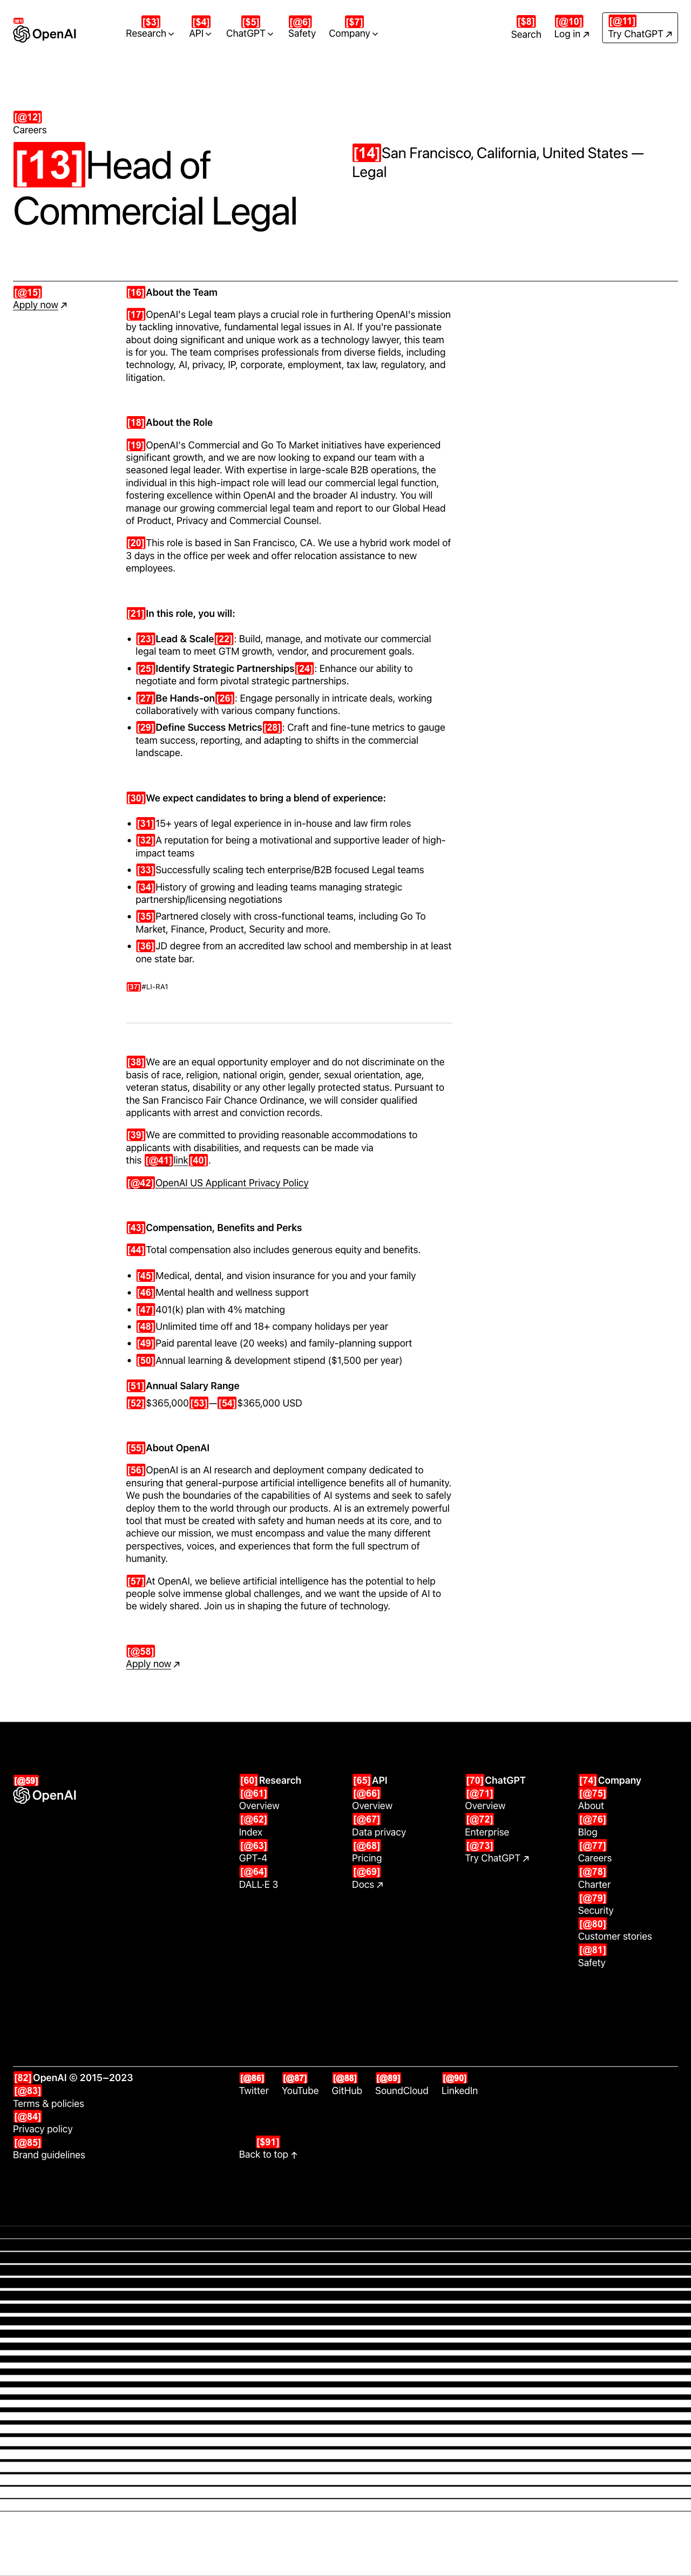 OpenAI
[$3] [$4] [$5] [@6] [$7] [$8] [@10] [@11]
Research API ChatGPT Safety Company Search Log in ↗ Try ChatGPT ↗
[@12]
Careers
[13]Head of
Commercial Legal
[14]San Francisco, California, United States —
Legal
[@15]
Apply now ↗
[16]About the Team
[17]OpenAI's Legal team plays a crucial role in furthering OpenAI's mission
by tackling innovative, fundamental legal issues in AI. If you're passionate
about doing significant and unique work as a technology lawyer, this team
is for you. The team comprises professionals from diverse fields, including
technology, AI, privacy, IP, corporate, employment, tax law, regulatory, and
litigation.
[18]About the Role
[19]OpenAI's Commercial and Go To Market initiatives have experienced
significant growth, and we are now looking to expand our team with a
seasoned legal leader. With expertise in large-scale B2B operations, the
individual in this high-impact role will lead our commercial legal function,
fostering excellence within OpenAI and the broader AI industry. You will
manage our growing commercial legal team and report to our Global Head
of Product, Privacy and Commercial Counsel.
[20]This role is based in San Francisco, CA. We use a hybrid work model of
3 days in the office per week and offer relocation assistance to new
employees.
[21]In this role, you will:
• [23]Lead & Scale[22]: Build, manage, and motivate our commercial
legal team to meet GTM growth, vendor, and procurement goals.
• [25]Identify Strategic Partnerships[24]: Enhance our ability to
negotiate and form pivotal strategic partnerships.
• [27]Be Hands-on[26]: Engage personally in intricate deals, working
collaboratively with various company functions.
• [29]Define Success Metrics[28]: Craft and fine-tune metrics to gauge
team success, reporting, and adapting to shifts in the commercial
landscape.
[30]We expect candidates to bring a blend of experience:
• [31]15+ years of legal experience in in-house and law firm roles
• [32]A reputation for being a motivational and supportive leader of high-
impact teams
• [33]Successfully scaling tech enterprise/B2B focused Legal teams
• [34]History of growing and leading teams managing strategic
partnership/licensing negotiations
• [35]Partnered closely with cross-functional teams, including Go To
Market, Finance, Product, Security and more.
• [36]JD degree from an accredited law school and membership in at least
one state bar.
[37]#LI-RA1
[38]We are an equal opportunity employer and do not discriminate on the
basis of race, religion, national origin, gender, sexual orientation, age,
veteran status, disability or any other legally protected status. Pursuant to
the San Francisco Fair Chance Ordinance, we will consider qualified
applicants with arrest and conviction records.
[39]We are committed to providing reasonable accommodations to
applicants with disabilities, and requests can be made via
this [@41]link[40].
[@42]OpenAI US Applicant Privacy Policy
[43]Compensation, Benefits and Perks
[44]Total compensation also includes generous equity and benefits.
• [45]Medical, dental, and vision insurance for you and your family
• [46]Mental health and wellness support
• [47]401(k) plan with 4% matching
• [48]Unlimited time off and 18+ company holidays per year
• [49]Paid parental leave (20 weeks) and family-planning support
• [50]Annual learning & development stipend ($1,500 per year)
[51]Annual Salary Range
[52]$365,000[53]—[54]$365,000 USD
[55]About OpenAI
[56]OpenAI is an AI research and deployment company dedicated to
ensuring that general-purpose artificial intelligence benefits all of humanity.
We push the boundaries of the capabilities of AI systems and seek to safely
deploy them to the world through our products. AI is an extremely powerful
tool that must be created with safety and human needs at its core, and to
achieve our mission, we must encompass and value the many different
perspectives, voices, and experiences that form the full spectrum of
humanity.
[57]At OpenAI, we believe artificial intelligence has the potential to help
people solve immense global challenges, and we want the upside of AI to
be widely shared. Join us in shaping the future of technology.
[@58]
Apply now ↗
[@59]
OpenAI
[60]Research
[@61]
Overview
[@62]
Index
[@63]
GPT-4
[@64]
DALL·E 3
[65]API
[@66]
Overview
[@67]
Data privacy
[@68]
Pricing
[@69]
Docs ↗
[70]ChatGPT
[@71]
Overview
[@72]
Enterprise
[@73]
Try ChatGPT ↗
[74]Company
[@75]
About
[@76]
Blog
[@77]
Careers
[@78]
Charter
[@79]
Security
[@80]
Customer stories
[@81]
Safety
[82]OpenAI © 2015–2023
[@83]
Terms & policies
[@84]
Privacy policy
[@85]
Brand guidelines
[@86] [@87] [@88] [@89] [@90]
Twitter YouTube GitHub SoundCloud LinkedIn
[$91]
Back to top ↑